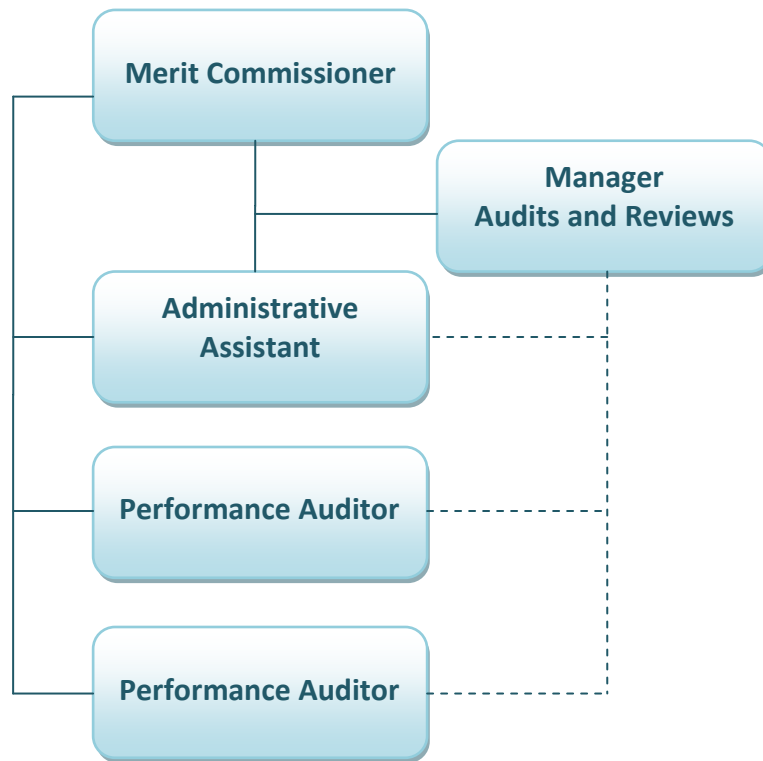 Merit Commissioner
Manager
Audits and Reviews
Administrative
Assistant
Performance Auditor
Performance Auditor